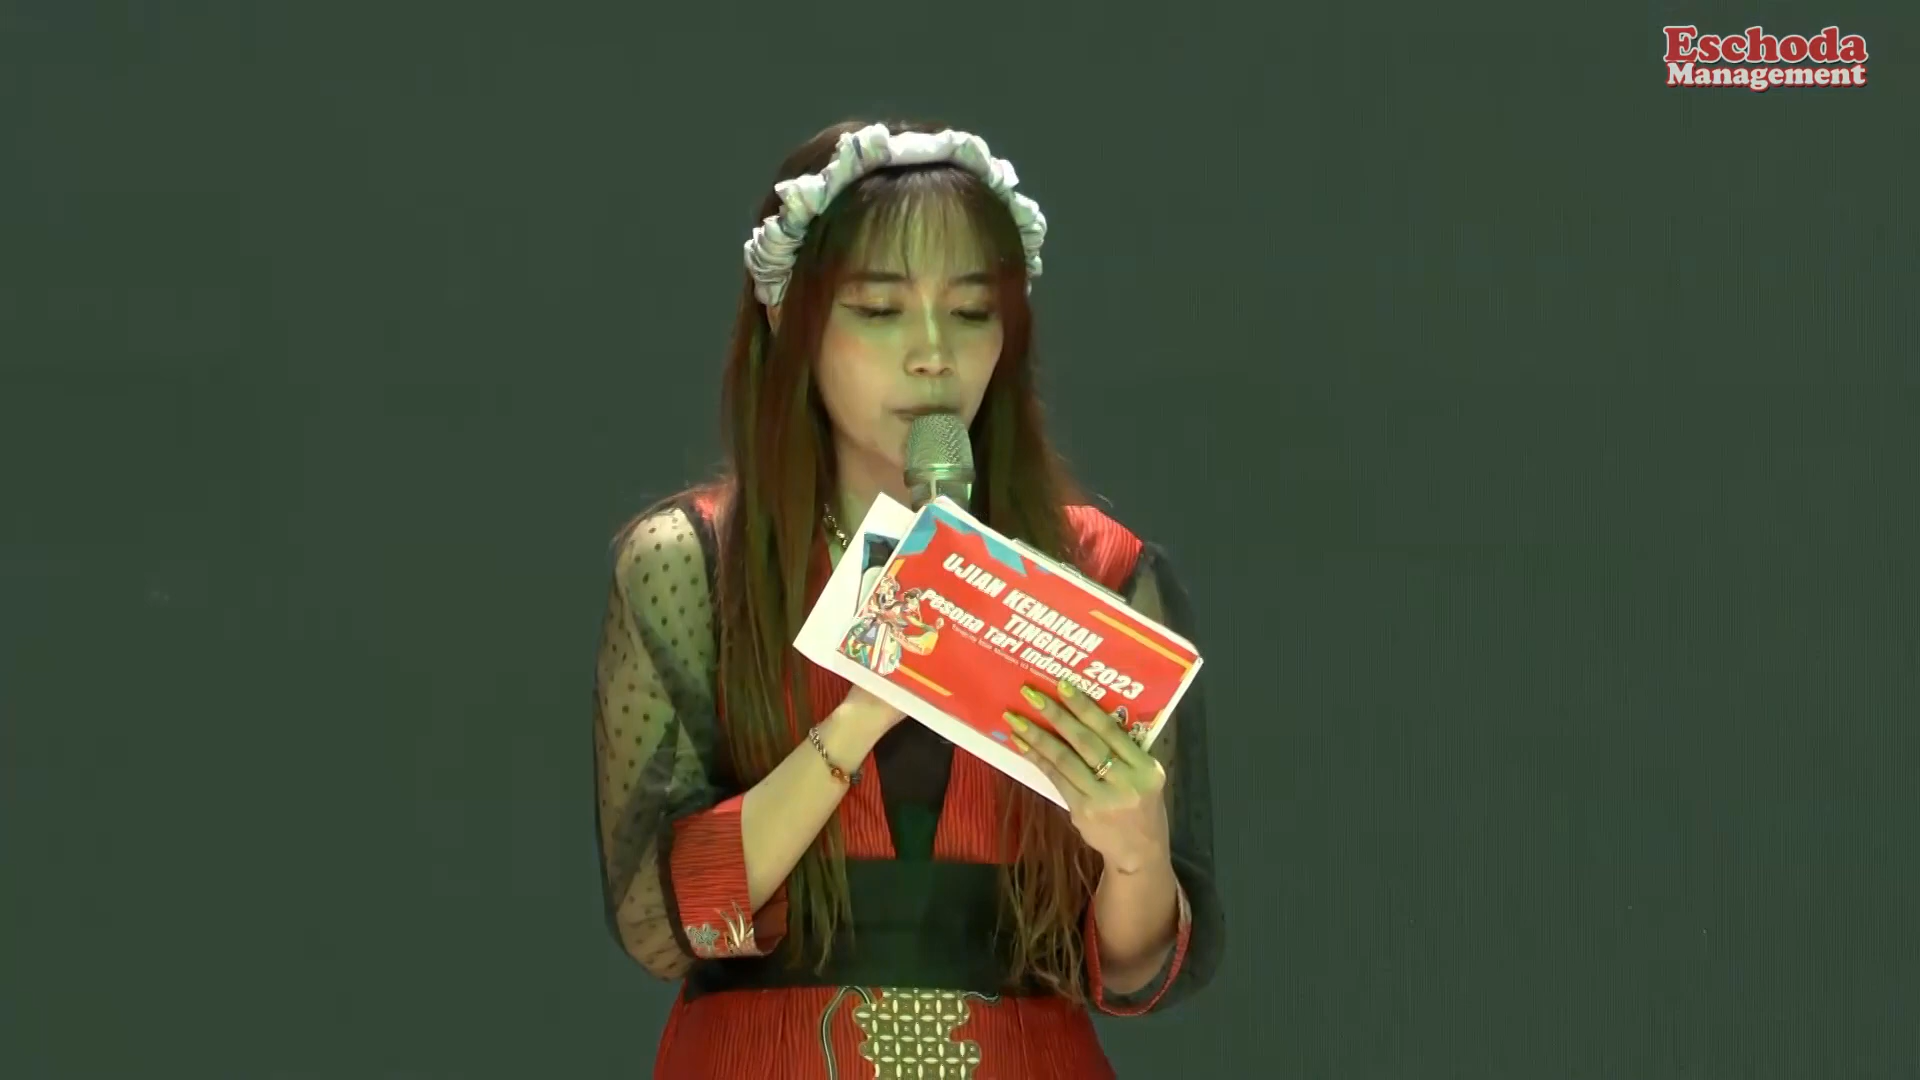 Eschoda
Management
UJIAN KENAIKAN
TINGKAT 2023
Pesona Tari Indonesia